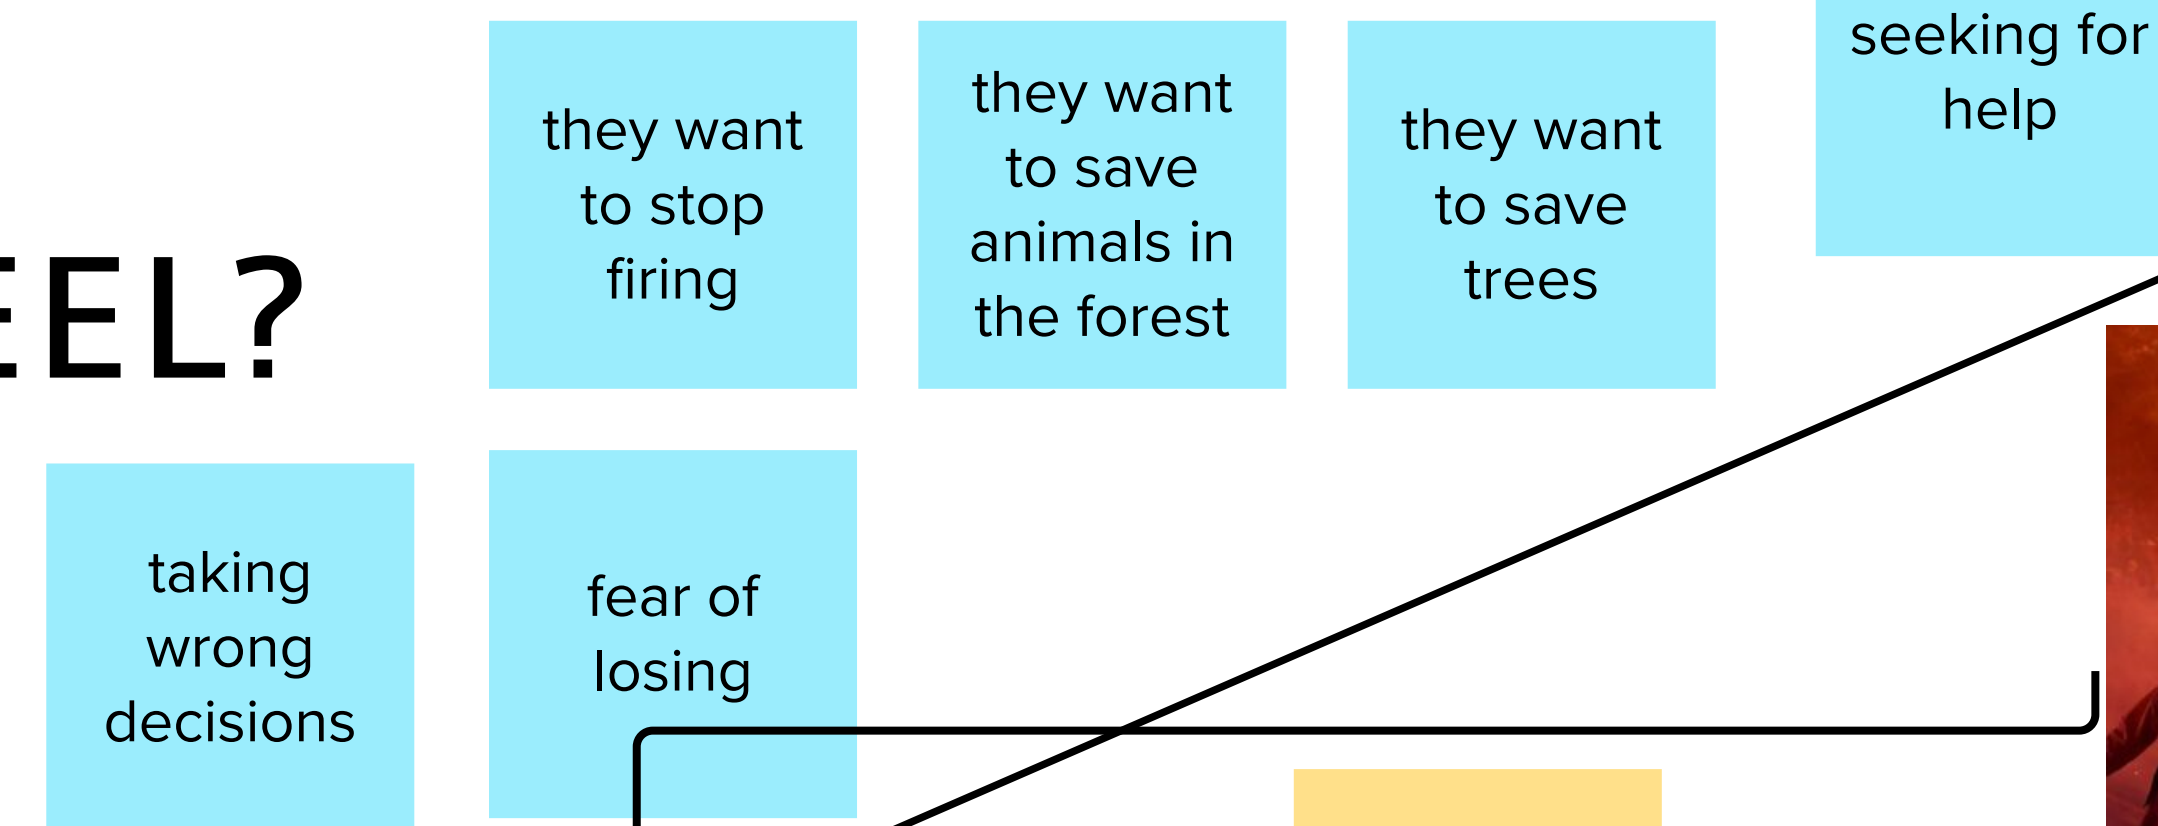 seeking for
help
they want
to stop
firing
they want
to save
animals in
the forest
they want
to save
trees
EEL?
taking
wrong
decisions
fear of
losing